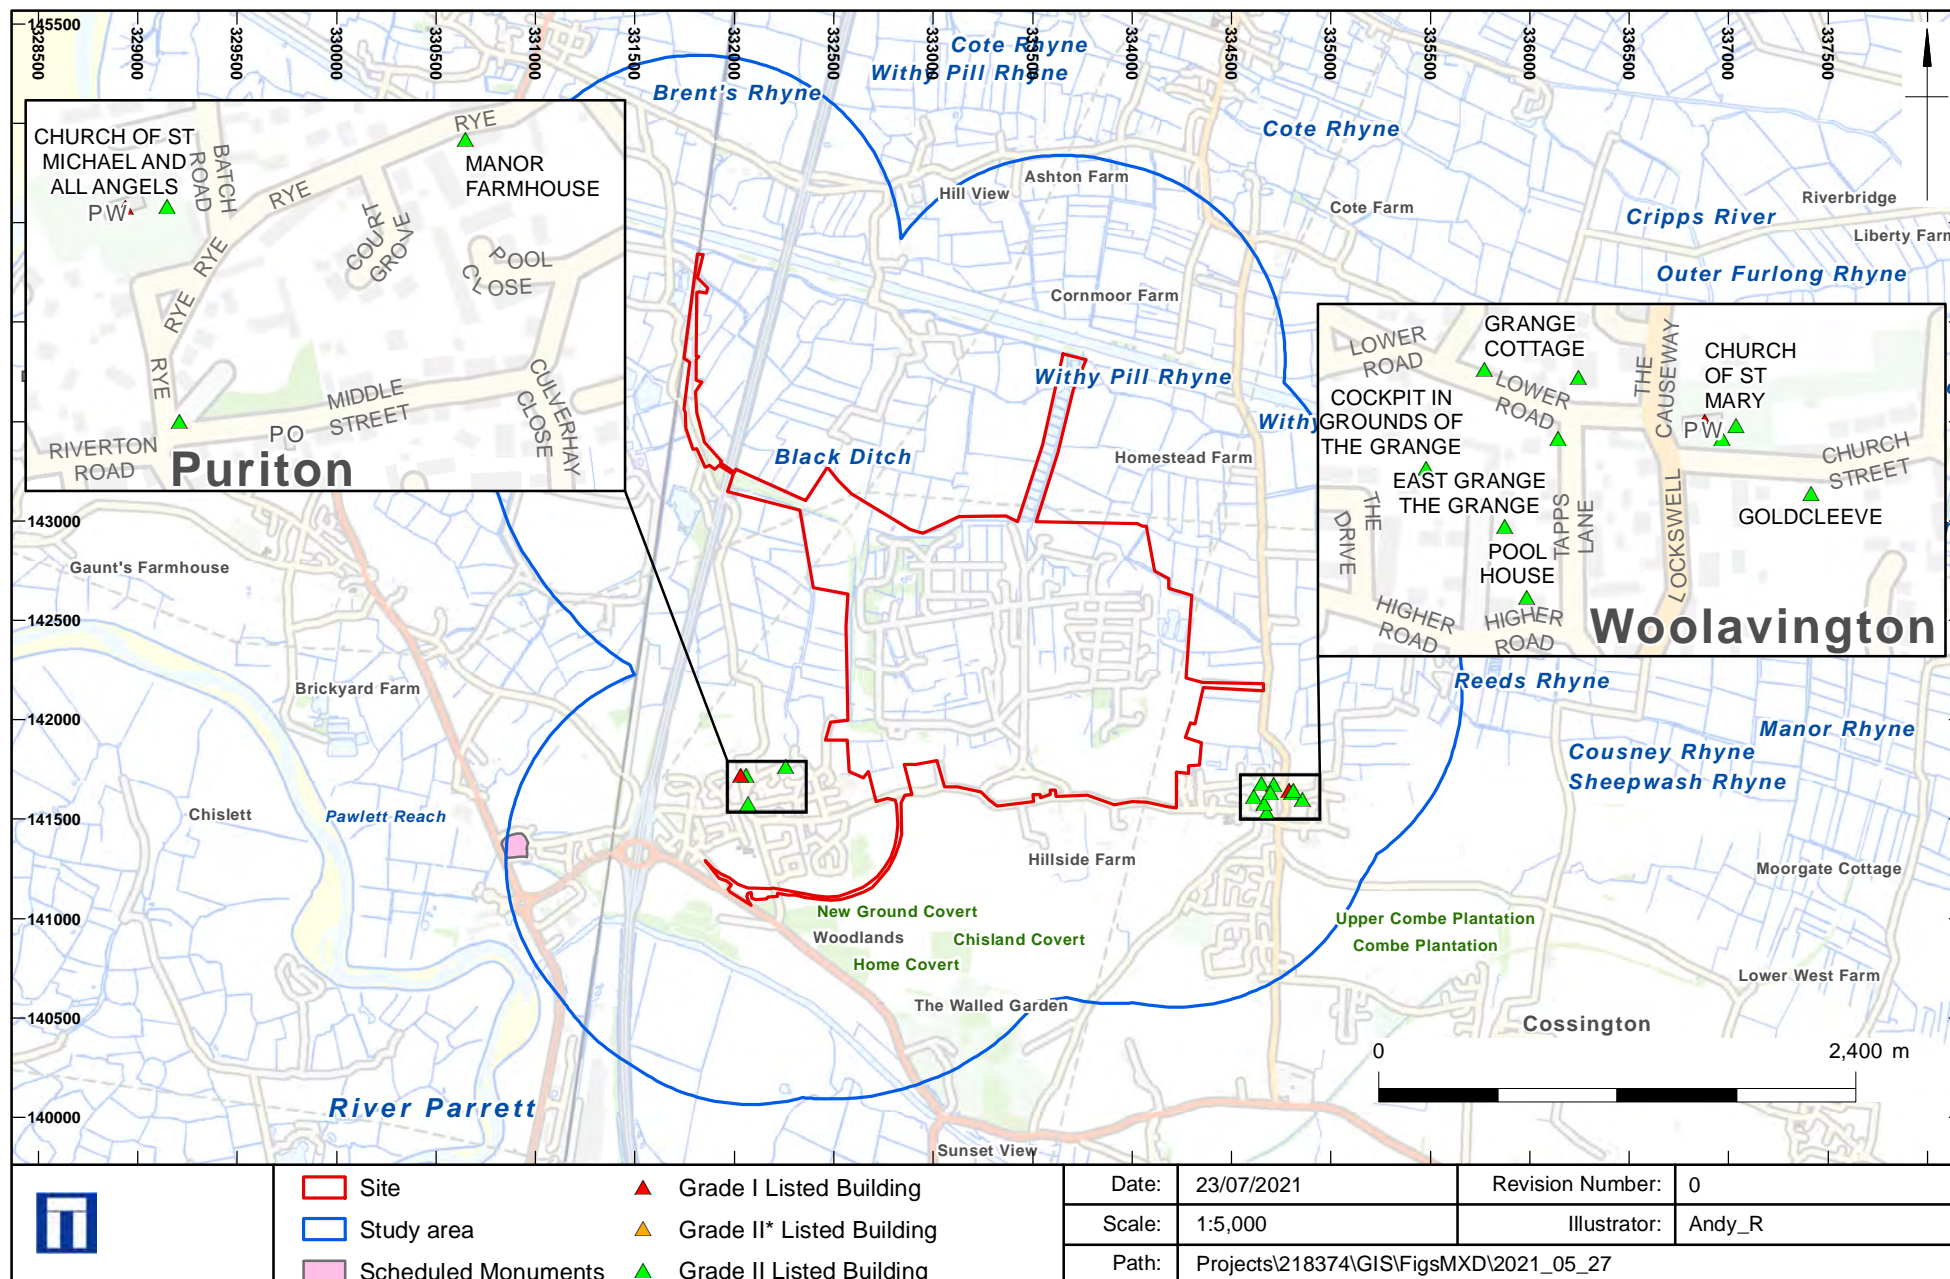 145500
328500
329000
329500
330000
330500
331000
331500
332000
332500
333000
333500
334000
334500
335000
335500
336000
336500
337000
337500
Cote Rhyne
Withy Pill Rhyne
Brent's Rhyne
Cote Rhyne
Ashton Farm
Hill View
Cote Farm
Riverbridge
Cripps River
Liberty Farm
Outer Furlong Rhyne
Cornmoor Farm
CHURCH OF ST
MICHAEL AND
ALL ANGELS
PW
BATCH
ROAD
RYE
MANOR
FARMHOUSE
RYE
COURT
GROVE
RYE
POOL
CLOSE
RYE
RYE
MIDDLE
STREET
CULVERHAY
CLOSE
PO
RIVERTON
ROAD
Puriton
Withy Pill Rhyne
Withy
Black Ditch
Homestead Farm
LOWER
ROAD
GRANGE
COTTAGE
THE
CAUSEWAY
CHURCH
OF ST
MARY
LOWER
ROAD
COCKPIT IN
GROUNDS OF
THE GRANGE
PW
CHURCH
STREET
EAST GRANGE
THE GRANGE
THE
DRIVE
TAPPS
LANE
LOCKSWELL
GOLDCLEEVE
POOL
HOUSE
HIGHER
ROAD
HIGHER
ROAD
Woolavington
143000
Gaunt's Farmhouse
142500
Brickyard Farm
Reeds Rhyne
142000
Manor Rhyne
Cousney Rhyne
Sheepwash Rhyne
141500
Chislett
Pawlett Reach
Hillside Farm
Moorgate Cottage
141000
New Ground Covert
Woodlands
Chisland Covert
Home Covert
Upper Combe Plantation
Combe Plantation
Lower West Farm
The Walled Garden
140500
Cossington
0
2,400 m
River Parrett
140000
Sunset View
Site
Study area
Scheduled Monuments
Grade I Listed Building
Grade II* Listed Building
Grade II Listed Building
Date:
23/07/2021
Revision Number:
0
Scale:
1:5,000
Illustrator:
Andy_R
Path:
Projects\218374\GIS\FigsMXD\2021_05_27